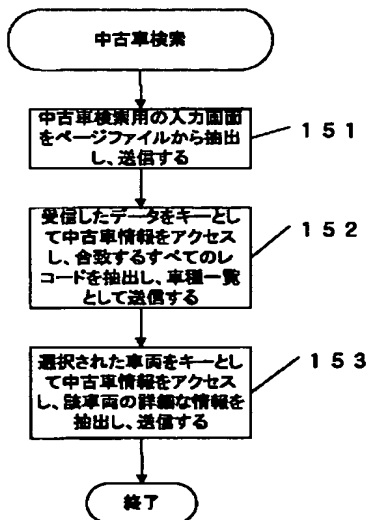 中古車検索
中古車検索用の入力画面
をページファイルから抽出
し、送信する
151
受信したデータをキーとし
て中古車情報をアクセス
し、合致するすべてのレ
コードを抽出し、車種一覧
として送信する
152
選択された車両をキーとし
て中古車情報をアクセス
し、該車両の詳細な情報を
抽出し、送信する
153
終了